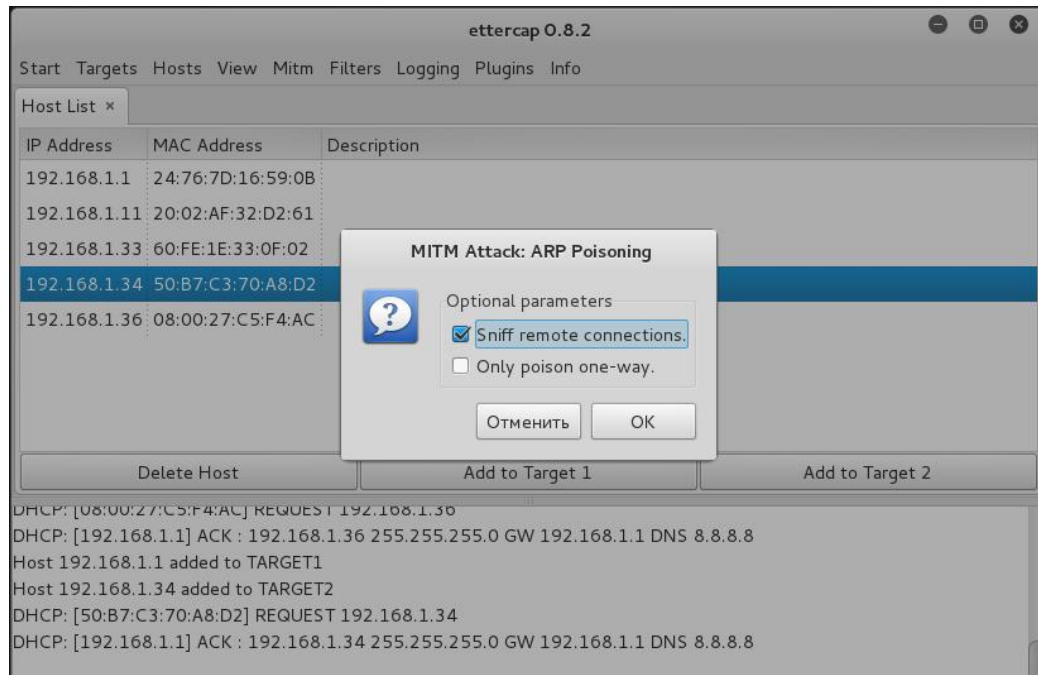 ettercap 0.8.2
Start Targets Hosts View Mitm Filters Logging Plugins Info
Host List ×
IP Address MAC Address Description
192.168.1.1 24:76:7D:16:59:0B
192.168.1.11 20:02:AF:32:D2:61
192.168.1.33 60:FE:1E:33:0F:02
192.168.1.34 50:B7:C3:70:A8:D2
192.168.1.36 08:00:27:C5:F4:AC
MITM Attack: ARP Poisoning
Optional parameters
Sniff remote connections.
Only poison one-way.
Отменить OK
Delete Host Add to Target 1 Add to Target 2
DHCP: [08:00:27:C5:F4:AC] REQUEST 192.168.1.36
DHCP: [192.168.1.1] ACK : 192.168.1.36 255.255.255.0 GW 192.168.1.1 DNS 8.8.8.8
Host 192.168.1.1 added to TARGET1
Host 192.168.1.34 added to TARGET2
DHCP: [50:B7:C3:70:A8:D2] REQUEST 192.168.1.34
DHCP: [192.168.1.1] ACK : 192.168.1.34 255.255.255.0 GW 192.168.1.1 DNS 8.8.8.8